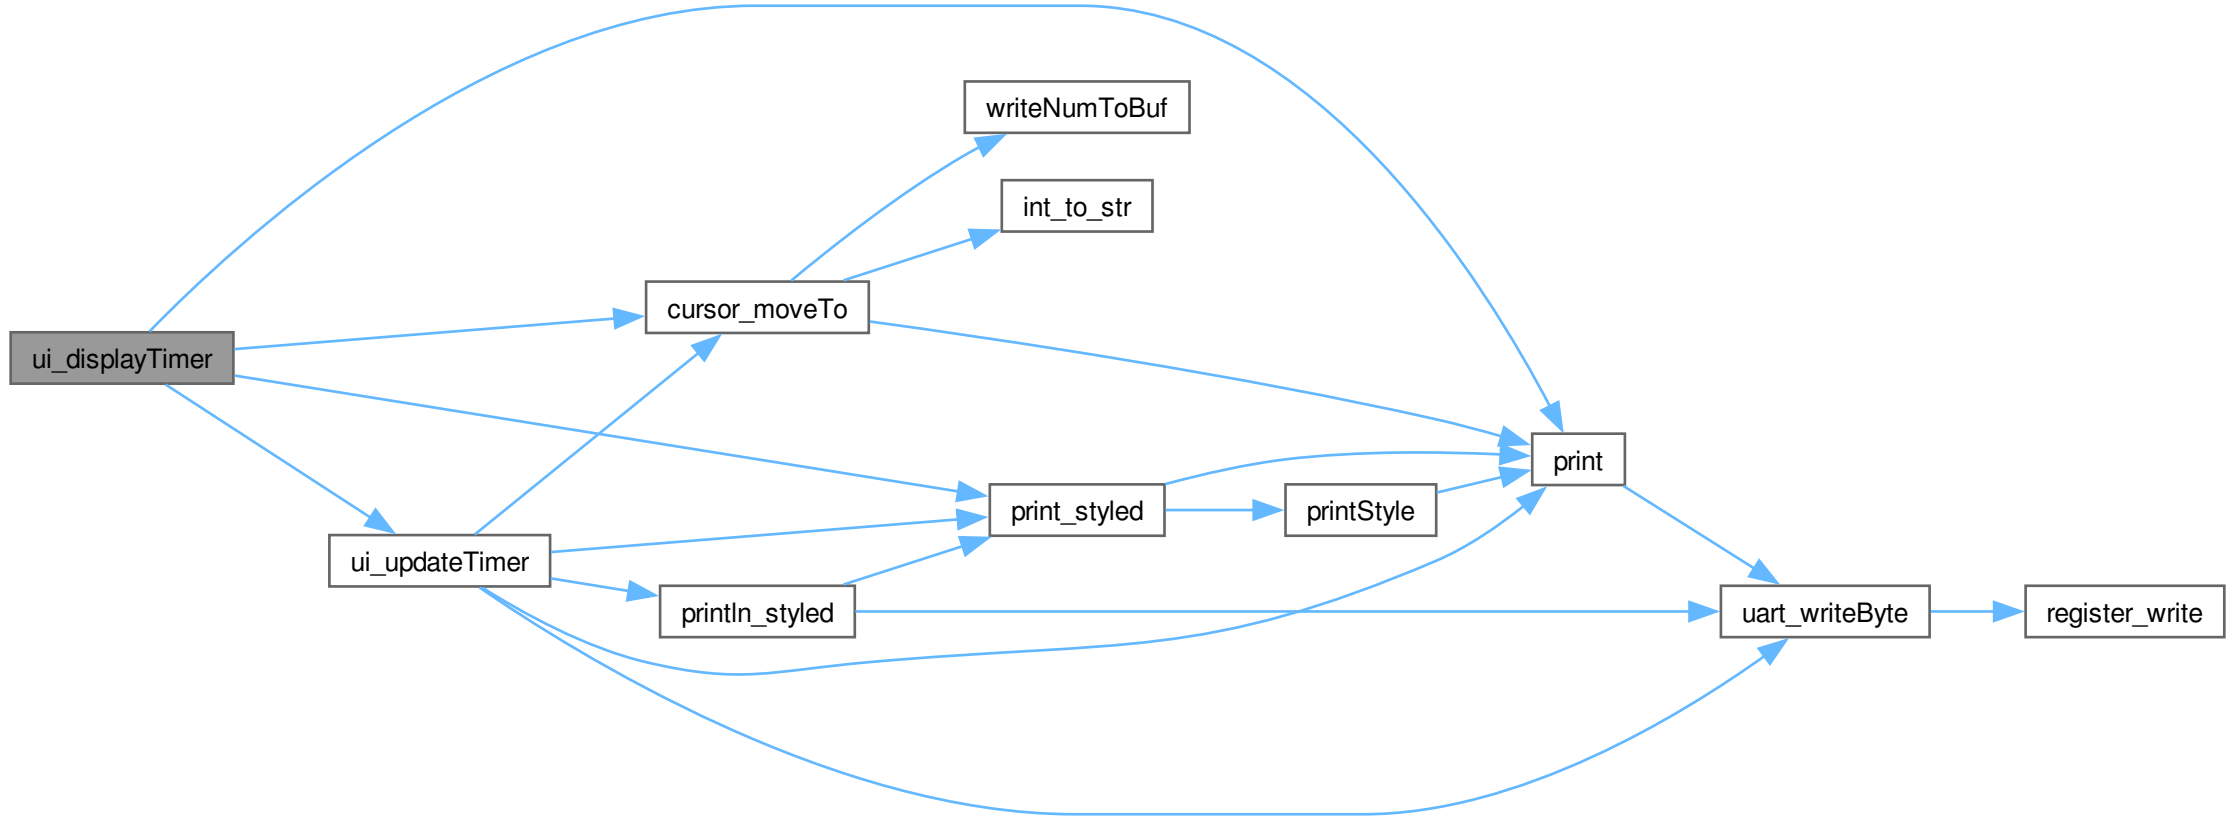 writeNumToBuf
int_to_str
cursor_moveTo
ui_displayTimer
print
print_styled
printStyle
ui_updateTimer
println_styled
uart_writeByte
register_write